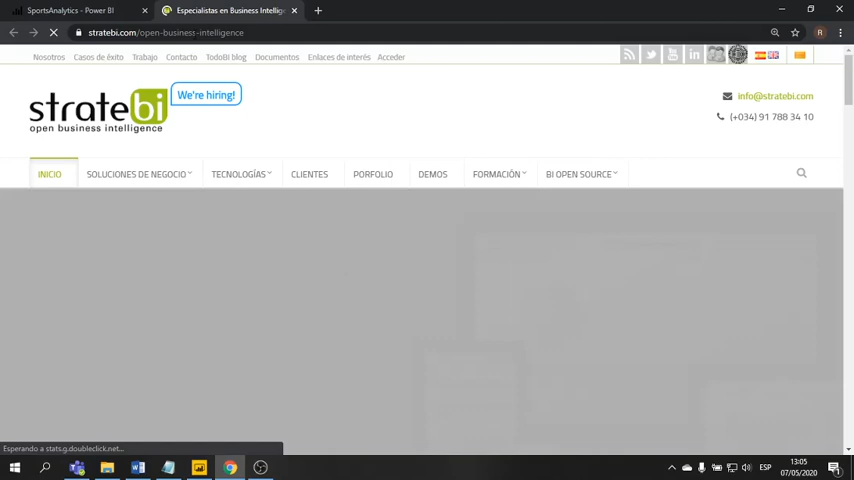 SportsAnalytics - Power BI
Especialistas en Business Intellige
stratebi.com/open-business-intelligence
R
Nosotros Casos de éxito Trabajo Contacto TodoBI blog Documentos Enlaces de interés Acceder
stratebi
open business intelligence
We're hiring!
info@stratebi.com
(+034) 91 788 34 10
INICIO SOLUCIONES DE NEGOCIO TECNOLOGÍAS CLIENTES PORFOLIO DEMOS FORMACIÓN BI OPEN SOURCE
Esperando a stats.g.doubleclick.net...
ESP
13:05
07/05/2020